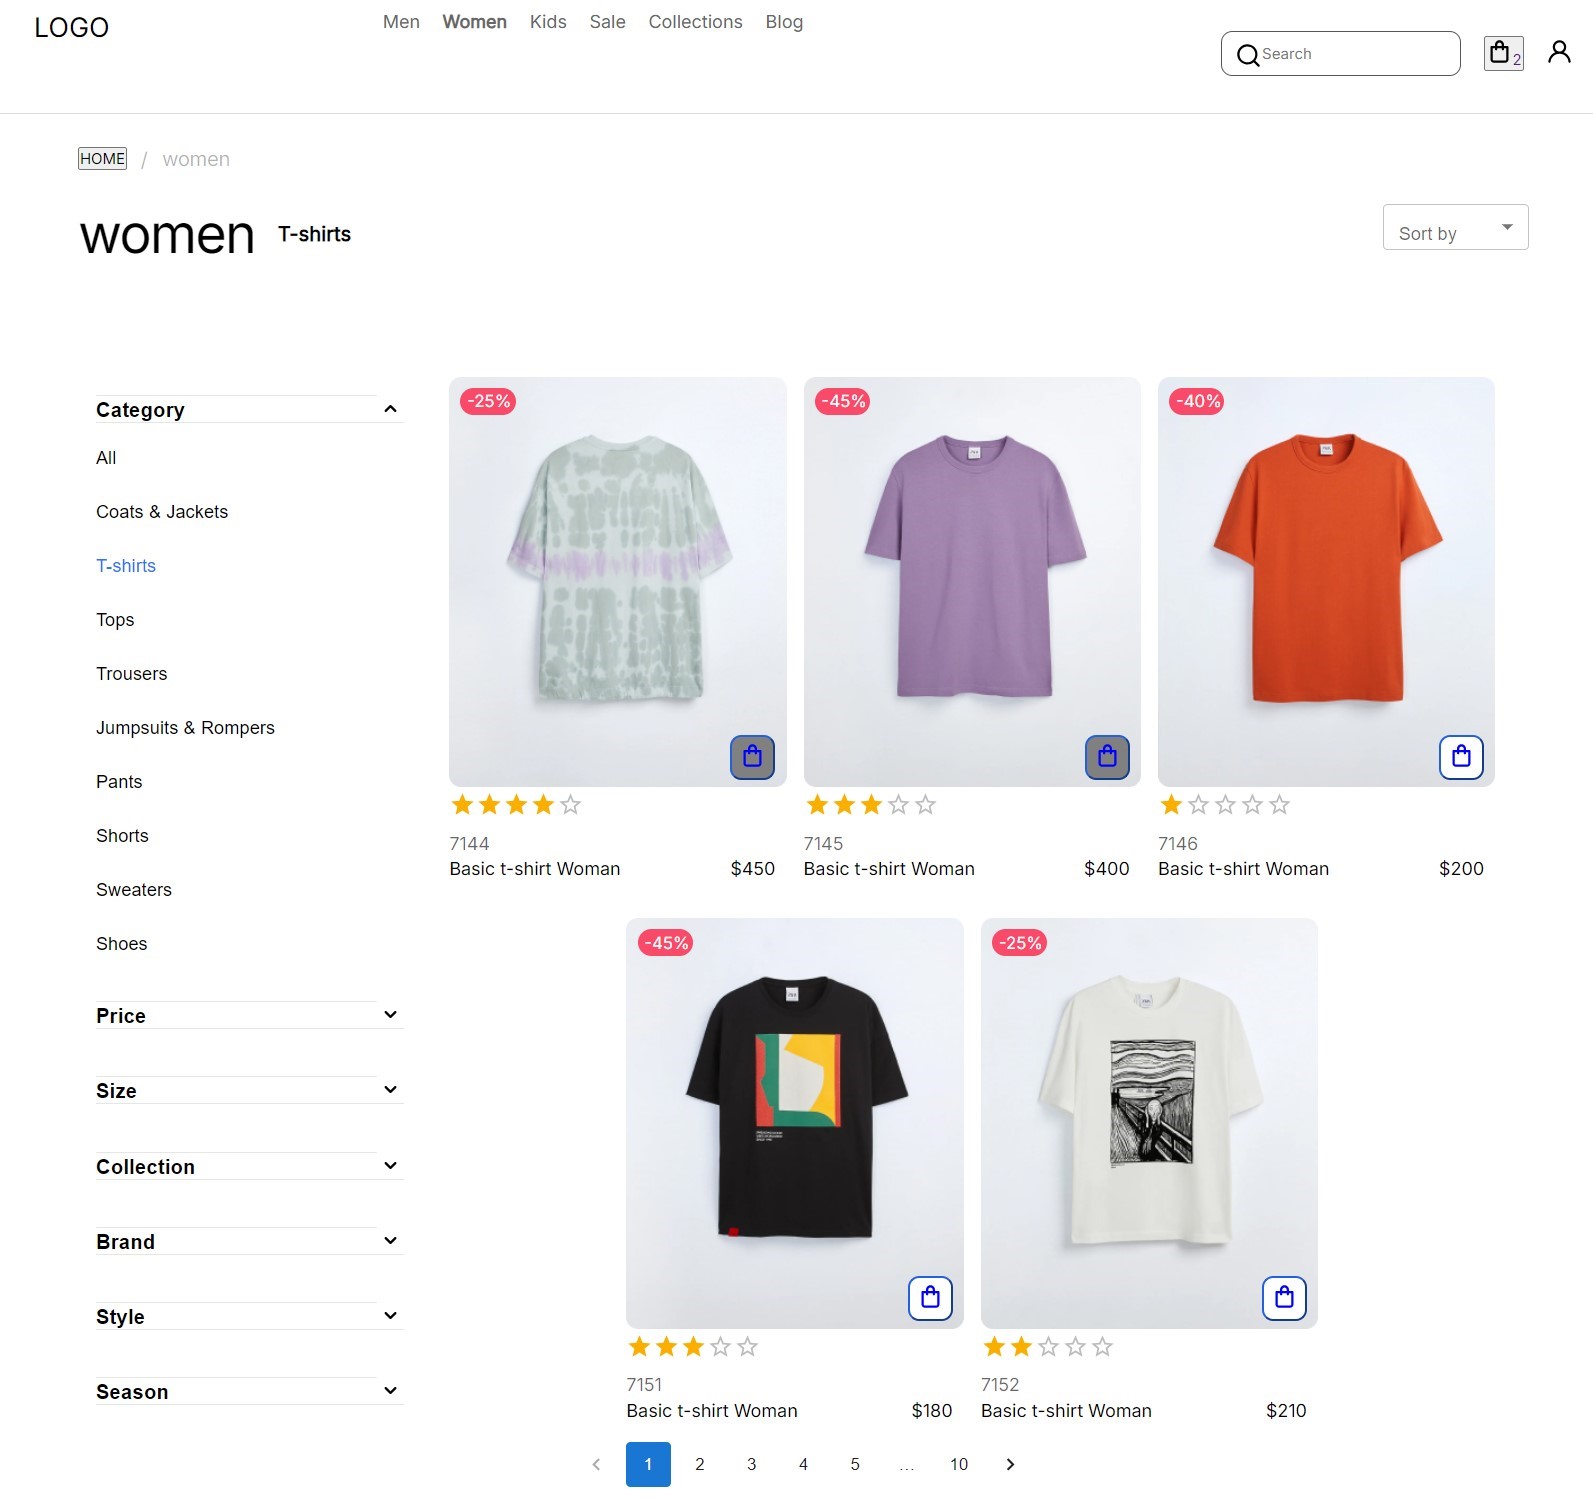 LOGO
Men Women Kids Sale Collections Blog
Search
2
HOME / women
women T-shirts
Sort by
Category
All
Coats & Jackets
T-shirts
Tops
Trousers
Jumpsuits & Rompers
Pants
Shorts
Sweaters
Shoes
Price
Size
Collection
Brand
Style
Season
-25%
7144
Basic t-shirt Woman $450
-45%
7145
Basic t-shirt Woman $400
-40%
7146
Basic t-shirt Woman $200
-45%
7151
Basic t-shirt Woman $180
-25%
7152
Basic t-shirt Woman $210
1 2 3 4 5 ... 10